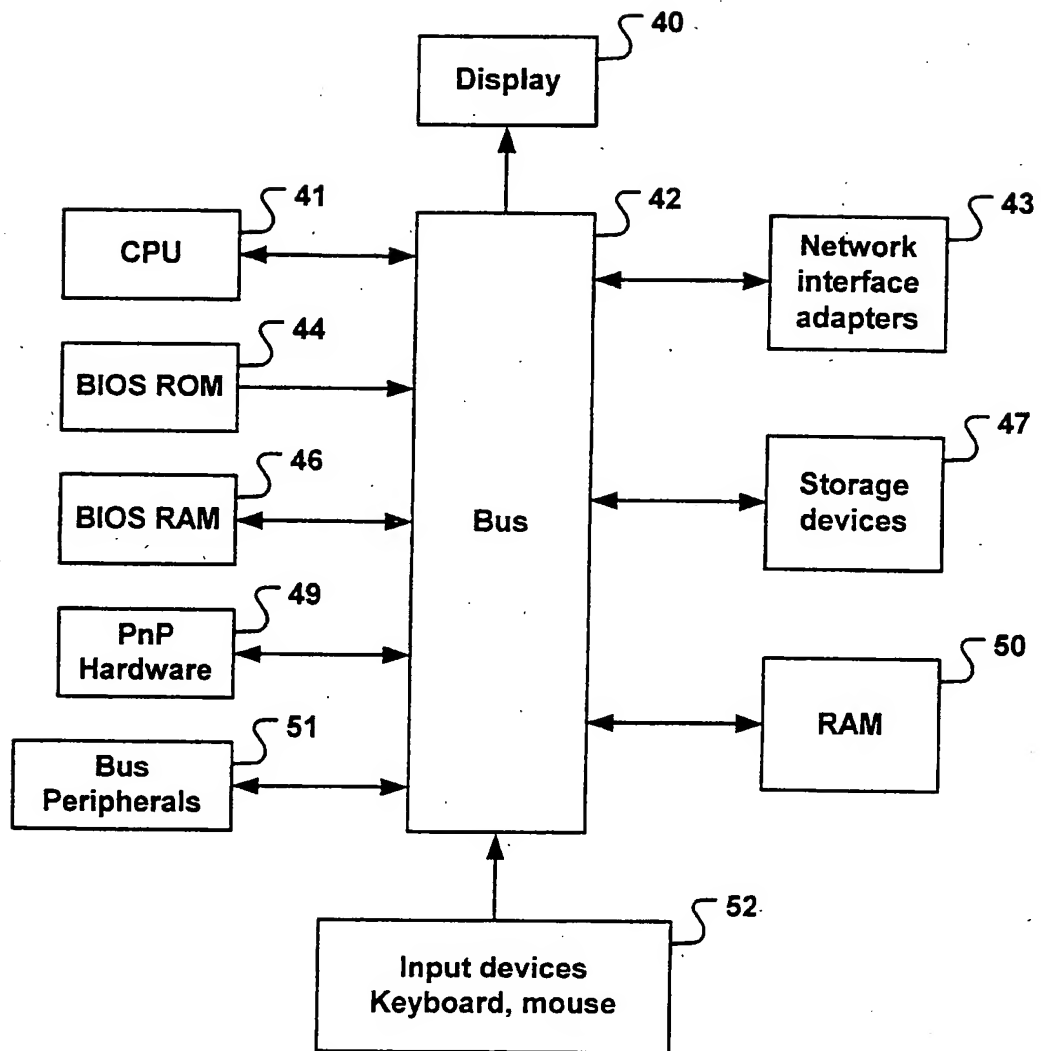 40
Display
41
CPU
42
43
Network
interface
adapters
44
BIOS ROM
46
BIOS RAM
Bus
47
Storage
devices
49
PnP
Hardware
50
RAM
51
Bus
Peripherals
52
Input devices
Keyboard, mouse